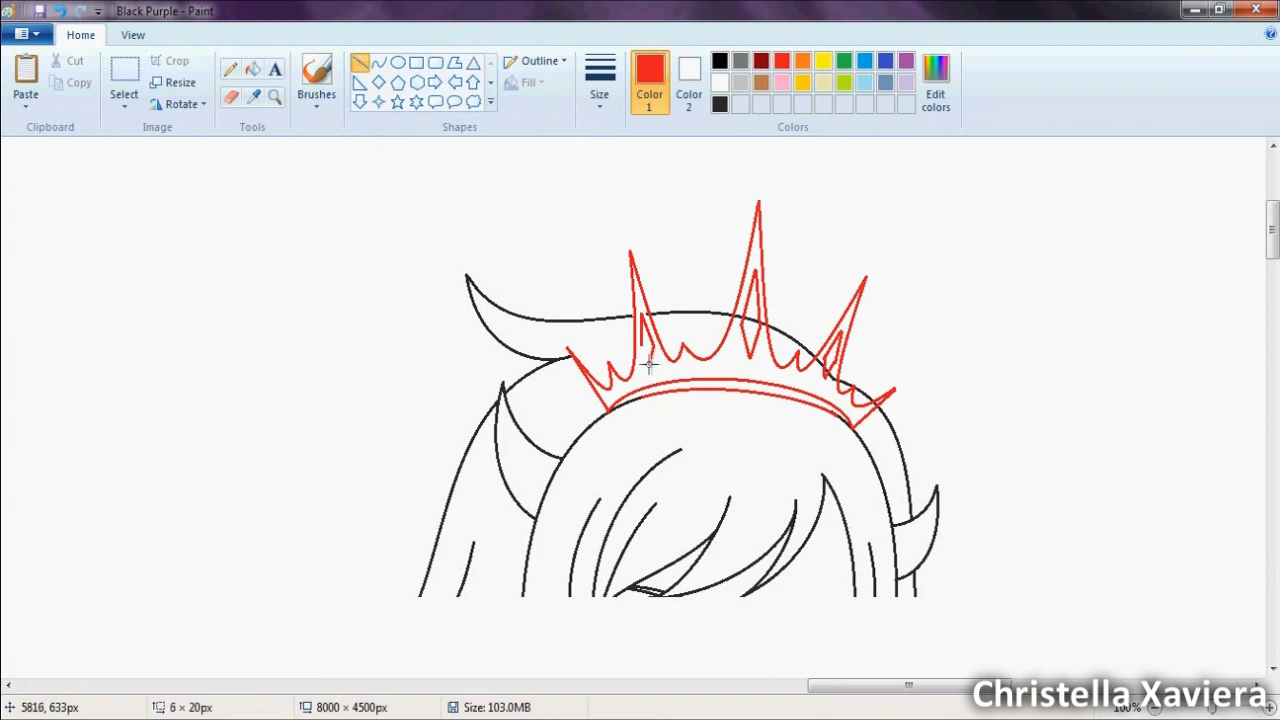 Black Purple - Paint
Home View
Paste
Cut
Copy
Clipboard
Select
Crop
Resize
Rotate
Image
A
Tools
Brushes
Outline
Fill
Shapes
Size
Color 1
Color 2
Edit colors
Colors
5816, 633px 6 × 20px 8000 × 4500px Size: 103.0MB 100%
Christella Xaviera